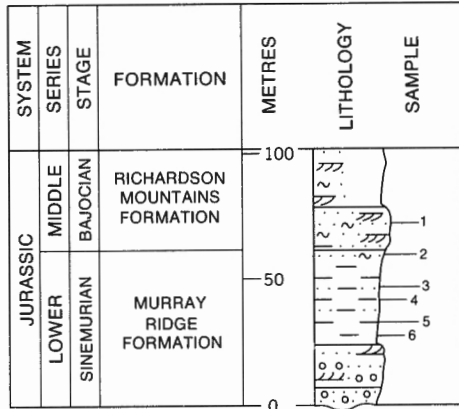 SYSTEM
SERIES
STAGE
FORMATION
METRES
LITHOLOGY
SAMPLE
JURASSIC
MIDDLE
BAJOCIAN
RICHARDSON
MOUNTAINS
FORMATION
LOWER
SINEMURIAN
MURRAY
RIDGE
FORMATION
100
50
0
1
2
3
4
5
6